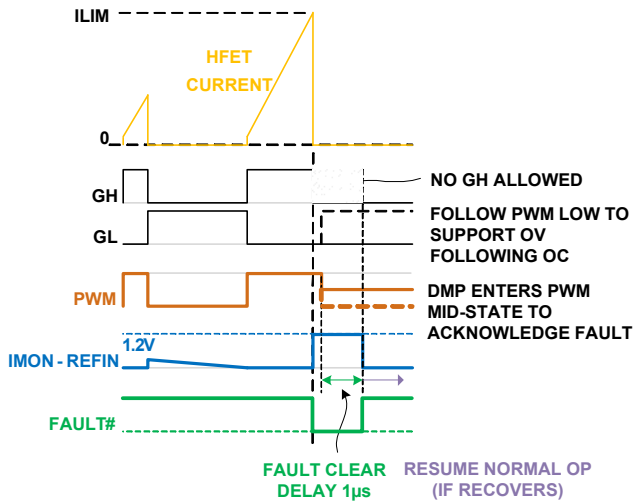 ILIM
HFET
CURRENT
0
GH
NO GH ALLOWED
GL
FOLLOW PWM LOW TO
SUPPORT OV
FOLLOWING OC
PWM
DMP ENTERS PWM
MID-STATE TO
ACKNOWLEDGE FAULT
1.2V
IMON - REFIN
FAULT#
FAULT CLEAR
DELAY 1µs
RESUME NORMAL OP
(IF RECOVERS)